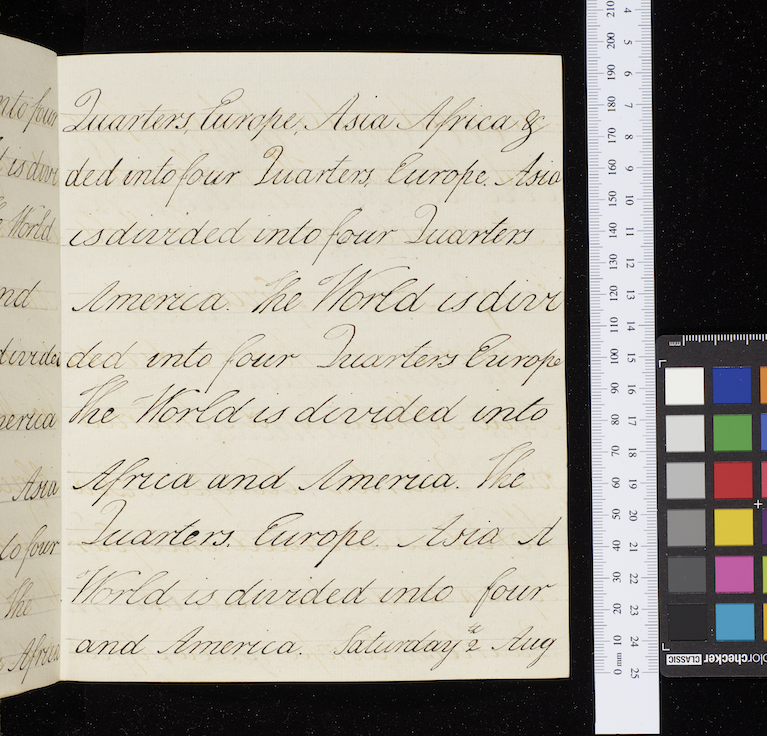 nto four
Quarters, Europe, Asia Africa &
t is divi
ded into four Quarters, Europe, Asia
e World
is divided into four Quarters
nd
America. The World is divi
divided
ded into four Quarters Europe
The World is divided into
merica
Africa and America. The
Asia
Quarters. Europe. Asia A
to four
World is divided into four
The
and America. Saturday 2 Aug
s Africa
mm
colorchecker CLASSIC
0 mm 10 20 30 40 50 60 70 80 90 100 110 120 130 140 150 160 170 180 190 200 210
4 5 6 7 8 9 10 11 12 13 14 15 16 17 18 19 20 21 22 23 24 25